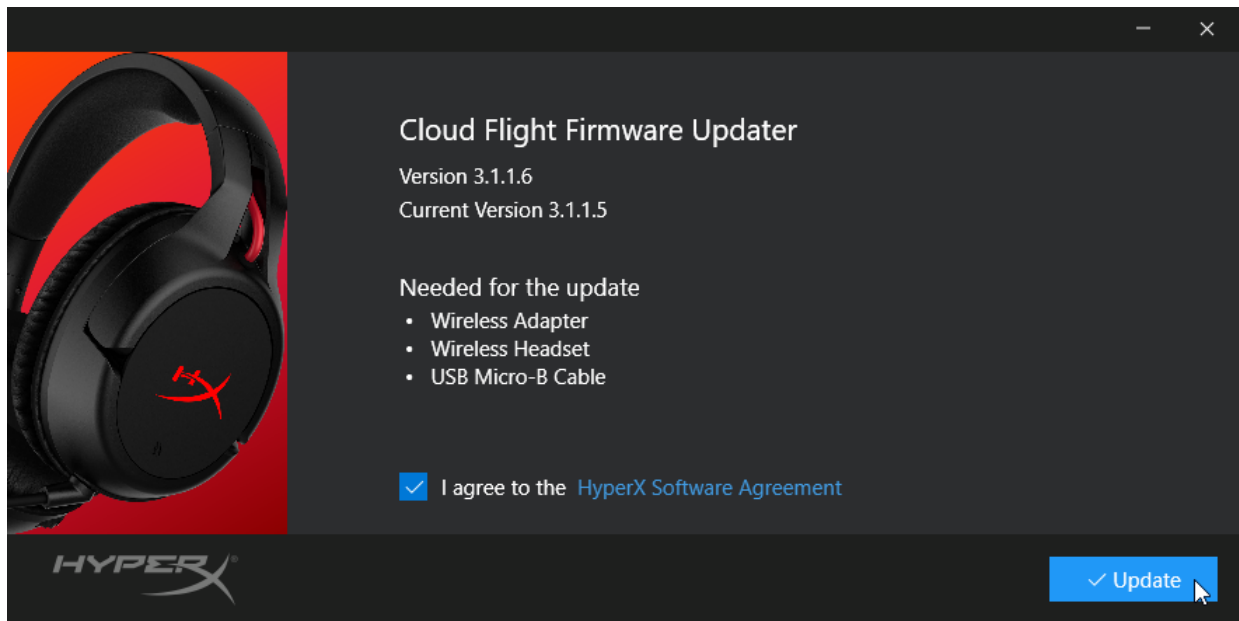 Cloud Flight Firmware Updater
Version 3.1.1.6
Current Version 3.1.1.5
Needed for the update
• Wireless Adapter
• Wireless Headset
• USB Micro-B Cable
I agree to the HyperX Software Agreement
HYPERX®
Update